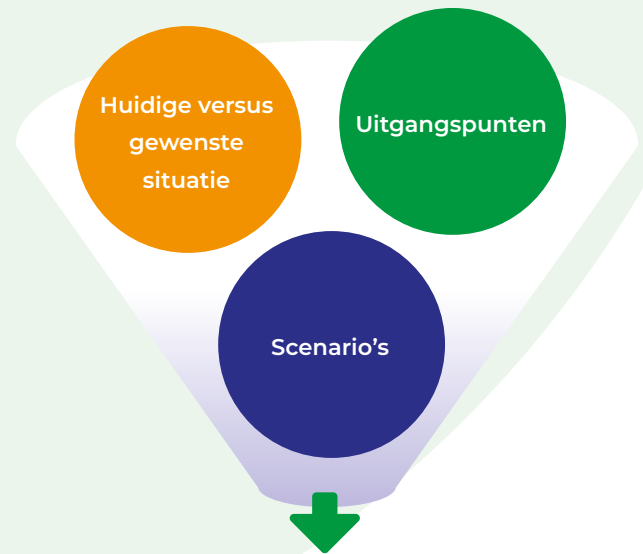 Huidige versus
gewenste
situatie
Uitgangspunten
Scenario’s